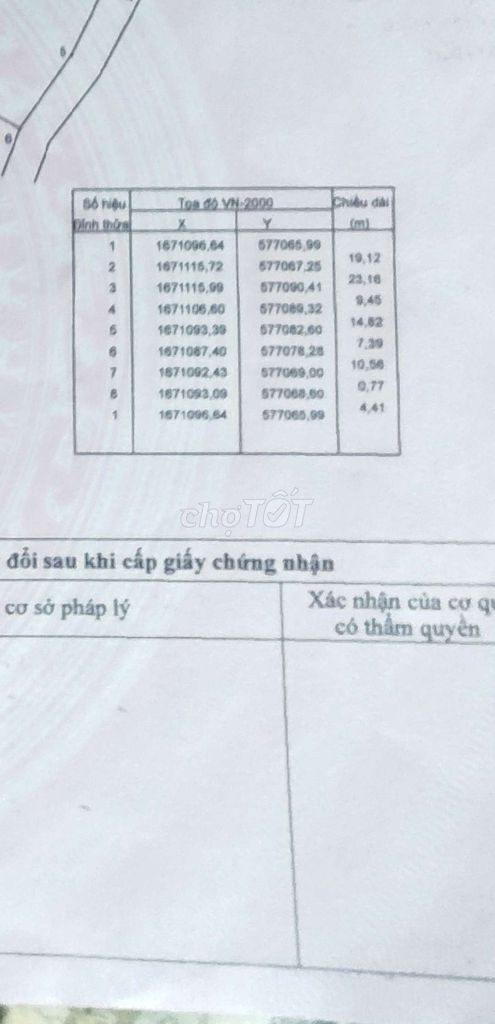 5
6
Số hiệu Đỉnh thửa
Tọa độ VN-2000
Chiều dài (m)
X Y
1 1671096,64 577065,99
19,12
2 1671115,72 577067,25
23,16
3 1671115,99 577090,41
9,45
4 1671106,60 577089,32
14,82
5 1671093,39 577082,60
7,39
6 1671087,40 577078,28
10,56
7 1671092,43 577069,00
0,77
8 1671093,09 577068,60
4,41
1 1671096,64 577065,99
chợTỐT
đổi sau khi cấp giấy chứng nhận
cơ sở pháp lý
Xác nhận của cơ qu
có thẩm quyền